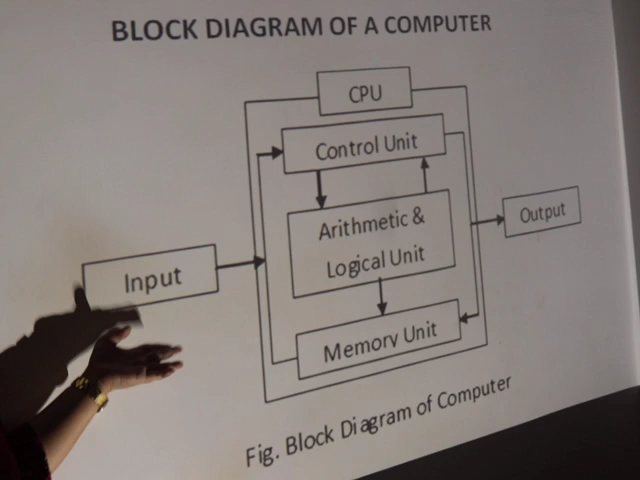 BLOCK DIAGRAM OF A COMPUTER
CPU
Control Unit
Arithmetic &
Logical Unit
Output
Input
Memory Unit
Fig. Block Diagram of Computer